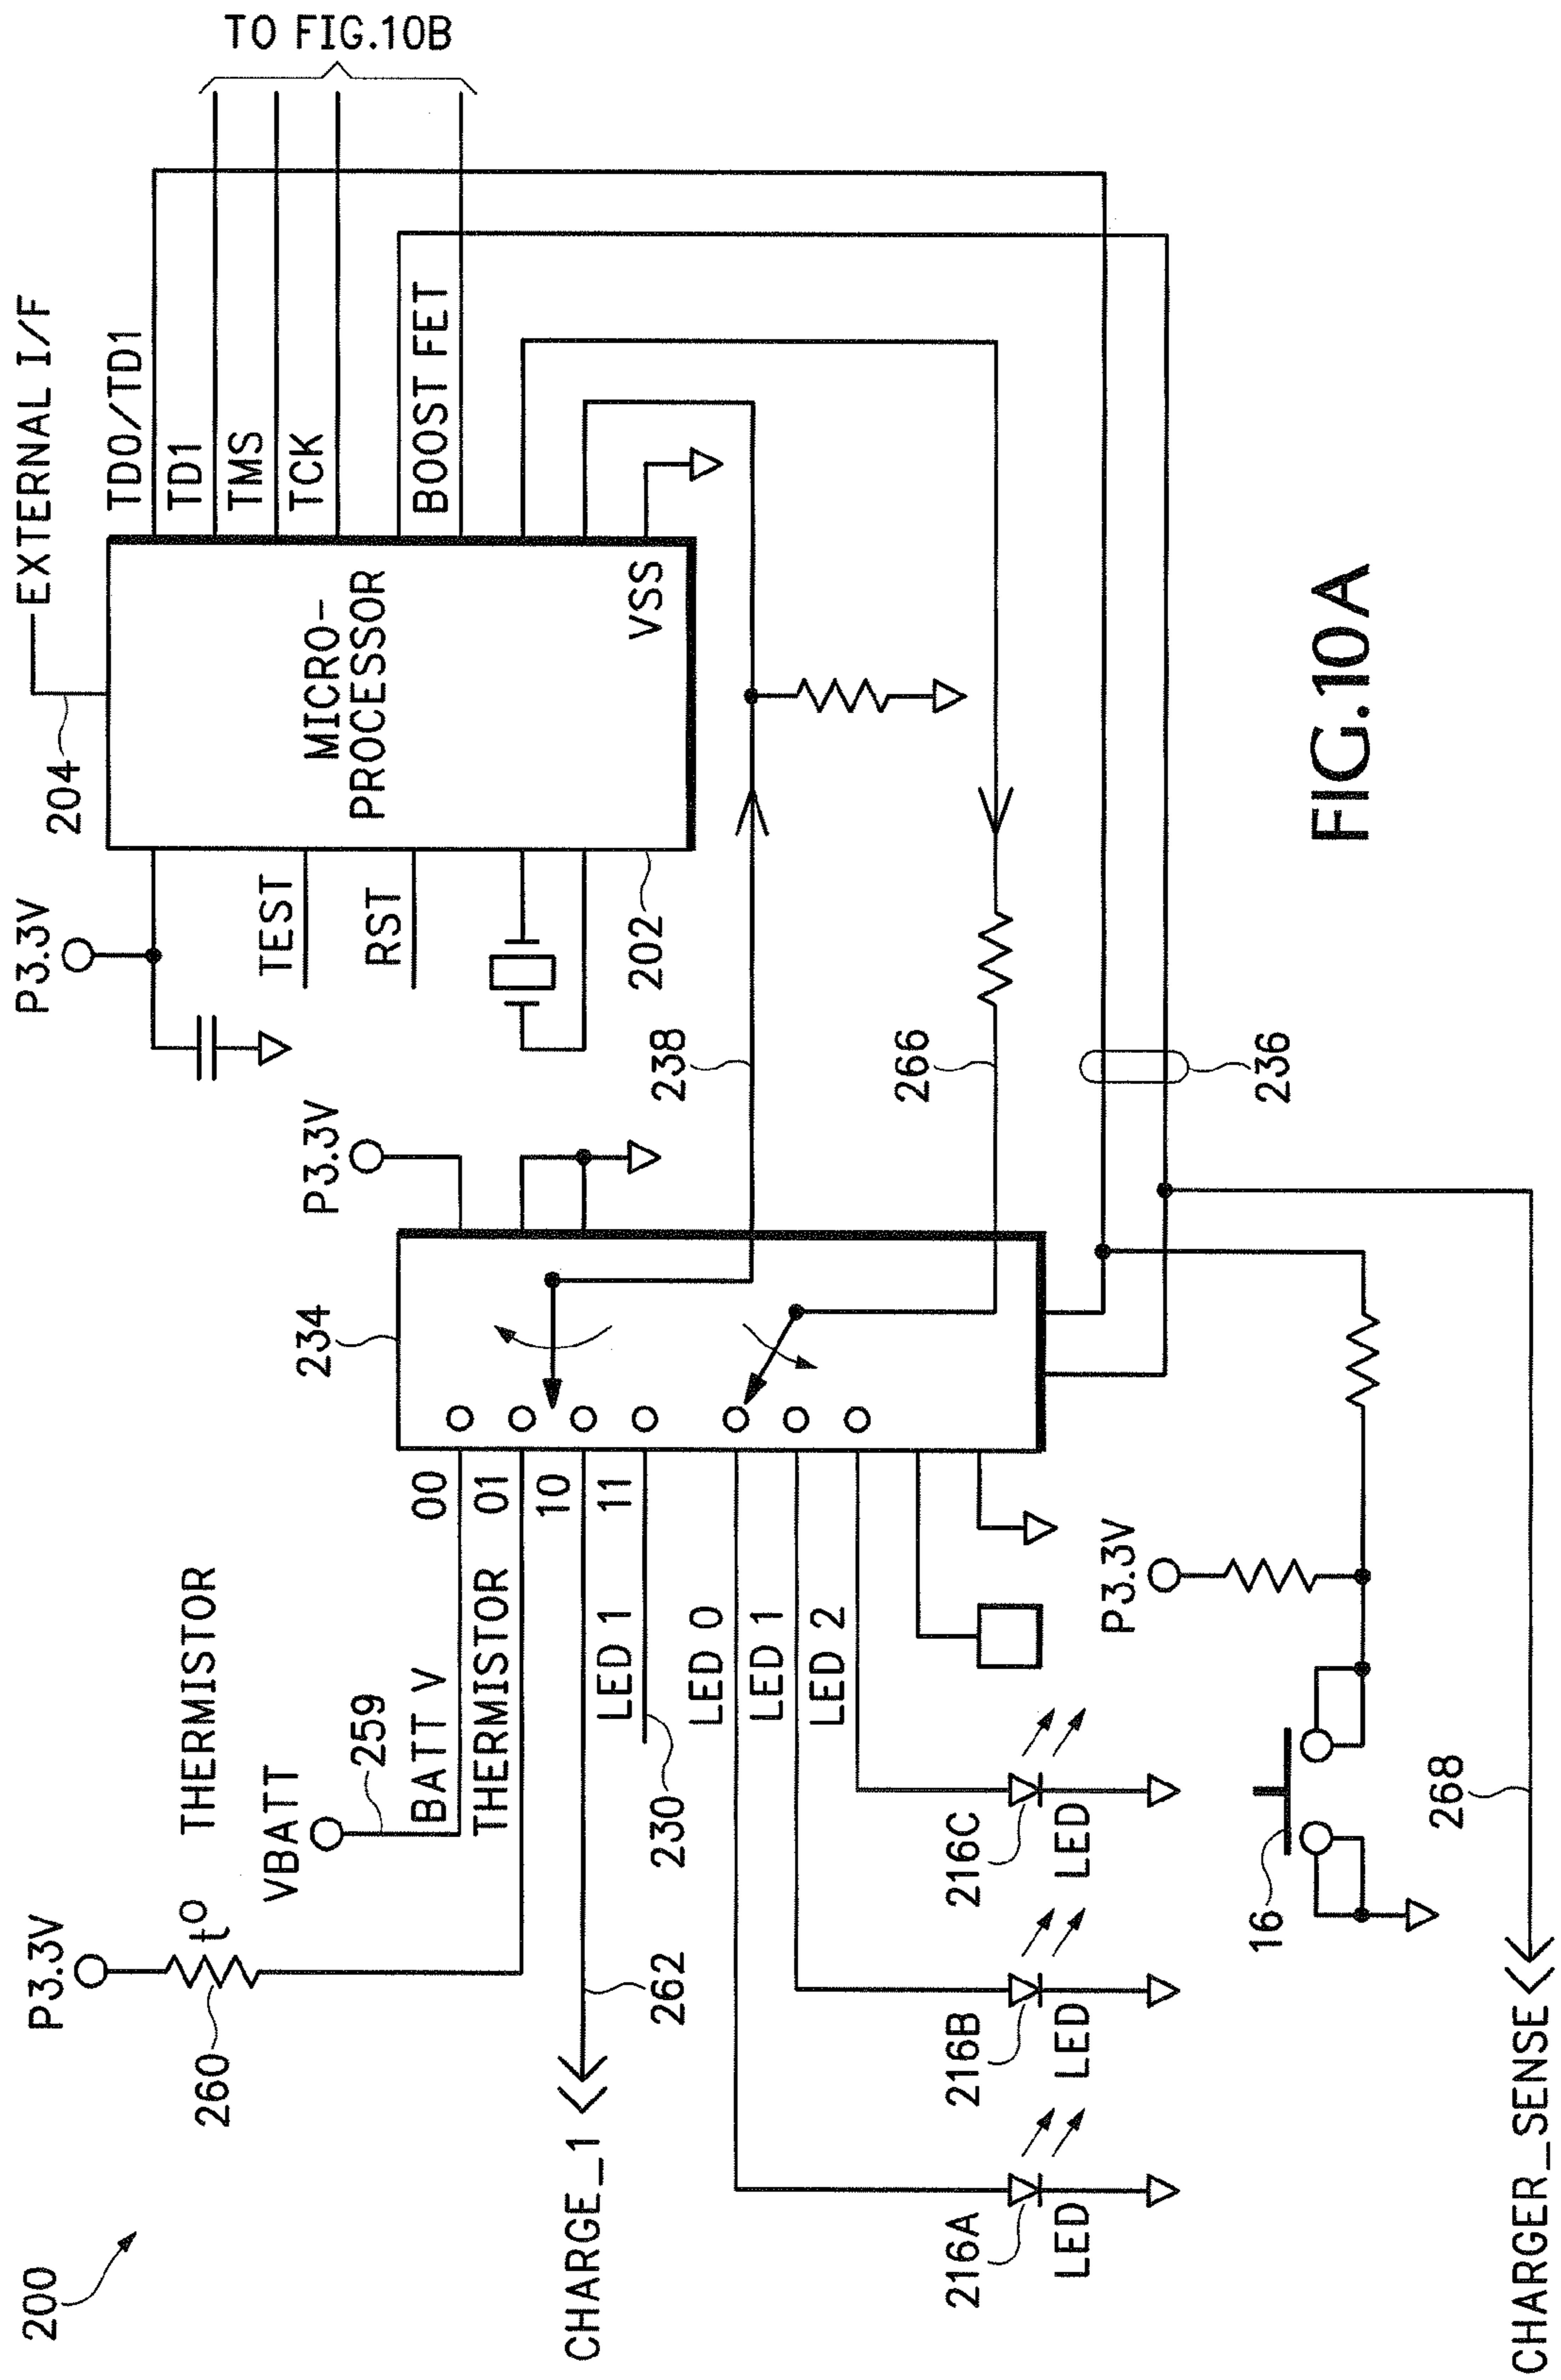 200
P3.3V
260
t°
THERMISTOR
VBATT
259
BATT V
THERMISTOR
00
01
10
11
CHARGE_1
262
LED 1
230
LED 0
LED 1
LED 2
234
P3.3V
P3.3V
204
EXTERNAL I/F
TEST
RST
202
MICRO-
PROCESSOR
VSS
TD0/TD1
TD1
TMS
TCK
BOOST FET
TO FIG.10B
238
266
236
216A
LED
216B
LED
216C
LED
P3.3V
16
268
CHARGER_SENSE
FIG.10A